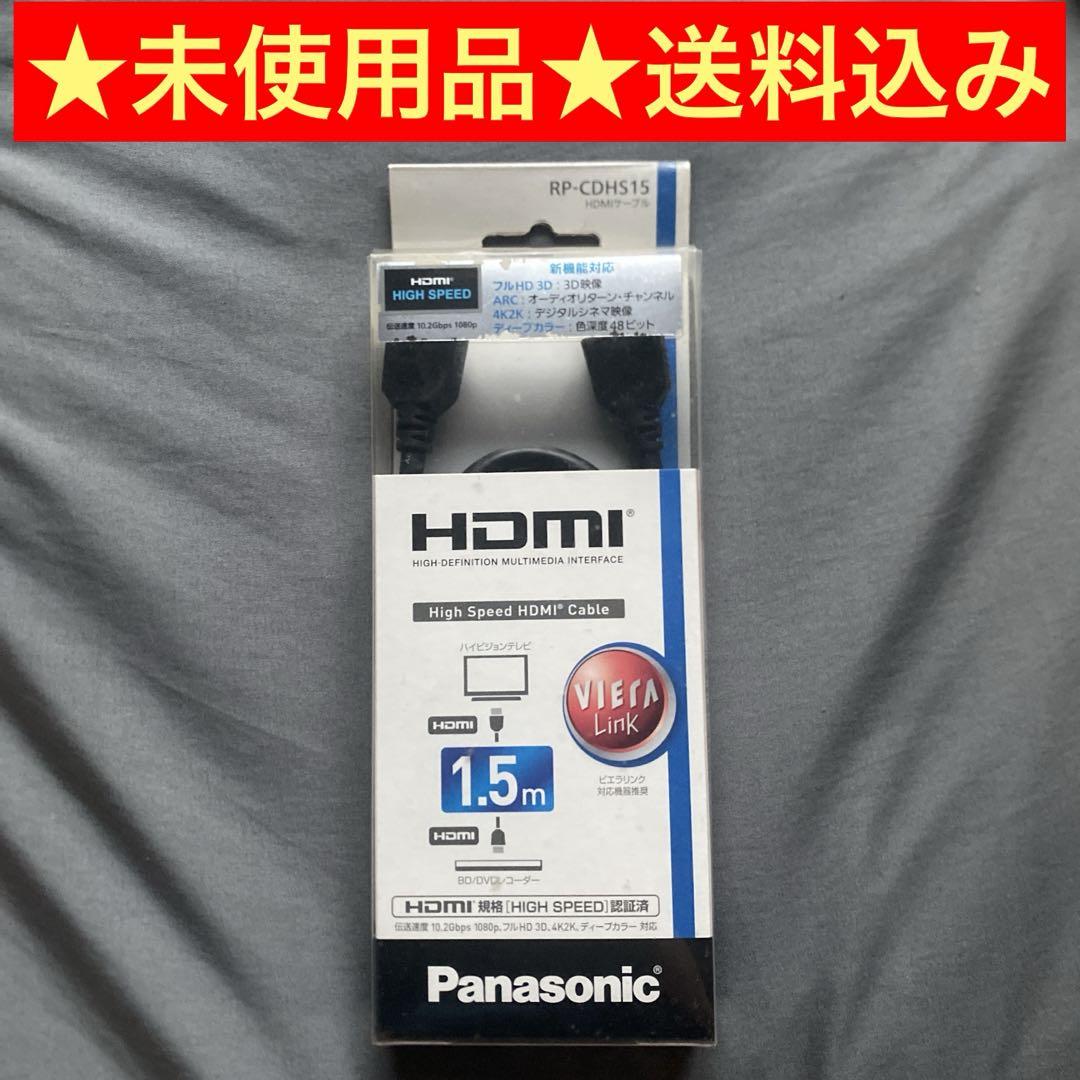 ★未使用品★送料込み
RP-CDHS15
HDMIケーブル
HDMI®
HIGH SPEED
伝送速度 10.2Gbps 1080p
新機能対応
フルHD 3D：3D映像
ARC：オーディオリターン・チャンネル
4K2K：デジタルシネマ映像
ディープカラー：色深度48ビット
HDMI®
HIGH-DEFINITION MULTIMEDIA INTERFACE
High Speed HDMI® Cable
ハイビジョンテレビ
HDMI
1.5m
HDMI
BD/DVDレコーダー
VIERA
Link
ビエラリンク
対応機器推奨
HDMI® 規格[HIGH SPEED]認証済
伝送速度 10.2Gbps 1080p、フルHD 3D、4K2K、ディープカラー 対応
Panasonic®